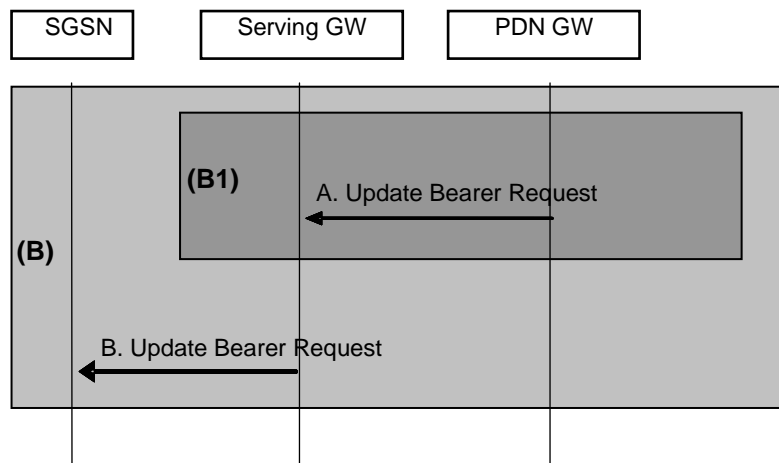 SGSN
Serving GW
PDN GW
(B1)
A. Update Bearer Request
(B)
B. Update Bearer Request